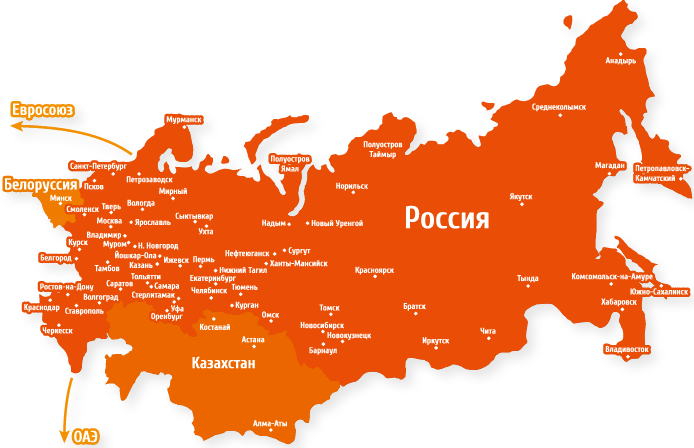 Анадырь
Евросоюз
Среднеколымск
Мурманск
Полуостров
Таймыр
Полуостров
Ямал
Санкт-Петербург
Магадан
Петропавловск-
Камчатский
Петрозаводск
Белоруссия
Псков
Норильск
Мирный
Минск
Якутск
Вологда
Тверь
Смоленск
Россия
Москва
Ярославль
Сыктывкар
Ухта
Надым
Новый Уренгой
Владимир
Муром
Н. Новгород
Курск
Сургут
Нефтеюганск
Йошкар-Ола
Белгород
Казань
Ижевск
Пермь
Ханты-Мансийск
Тамбов
Нижний Тагил
Красноярск
Тольятти
Екатеринбург
Комсомольск-на-Амуре
Тында
Саратов
Самара
Ростов-на-Дону
Тюмень
Южно-Сахалинск
Стерлитамак
Челябинск
Волгоград
Хабаровск
Краснодар
Курган
Уфа
Ставрополь
Томск
Братск
Оренбург
Омск
Костанай
Новосибирск
Черкесск
Чита
Новокузнецк
Астана
Иркутск
Барнаул
Владивосток
Казахстан
Алма-Аты
ОАЭ